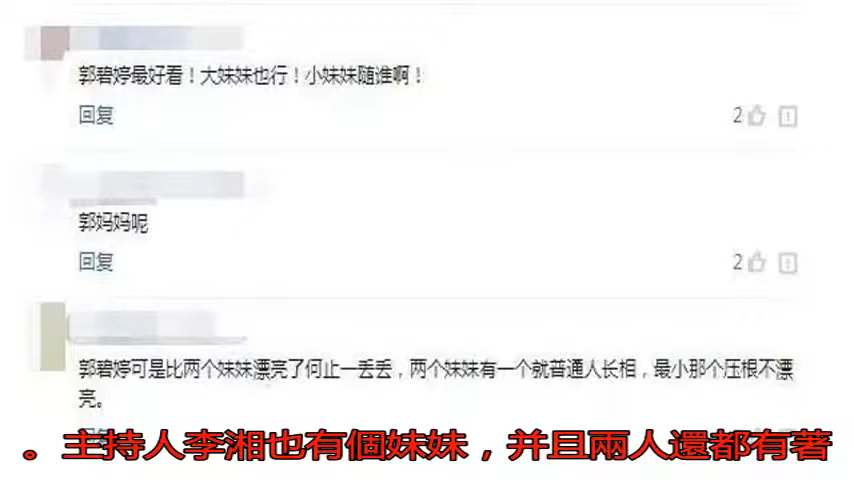 郭碧婷最好看！大妹妹也行！小妹妹随谁啊！
回复
2
郭妈妈呢
回复
2
郭碧婷可是比两个妹妹漂亮了何止一丢丢，两个妹妹有一个就普通人长相，最小那个压根不漂
亮。
。主持人李湘也有個妹妹，并且兩人還都有著